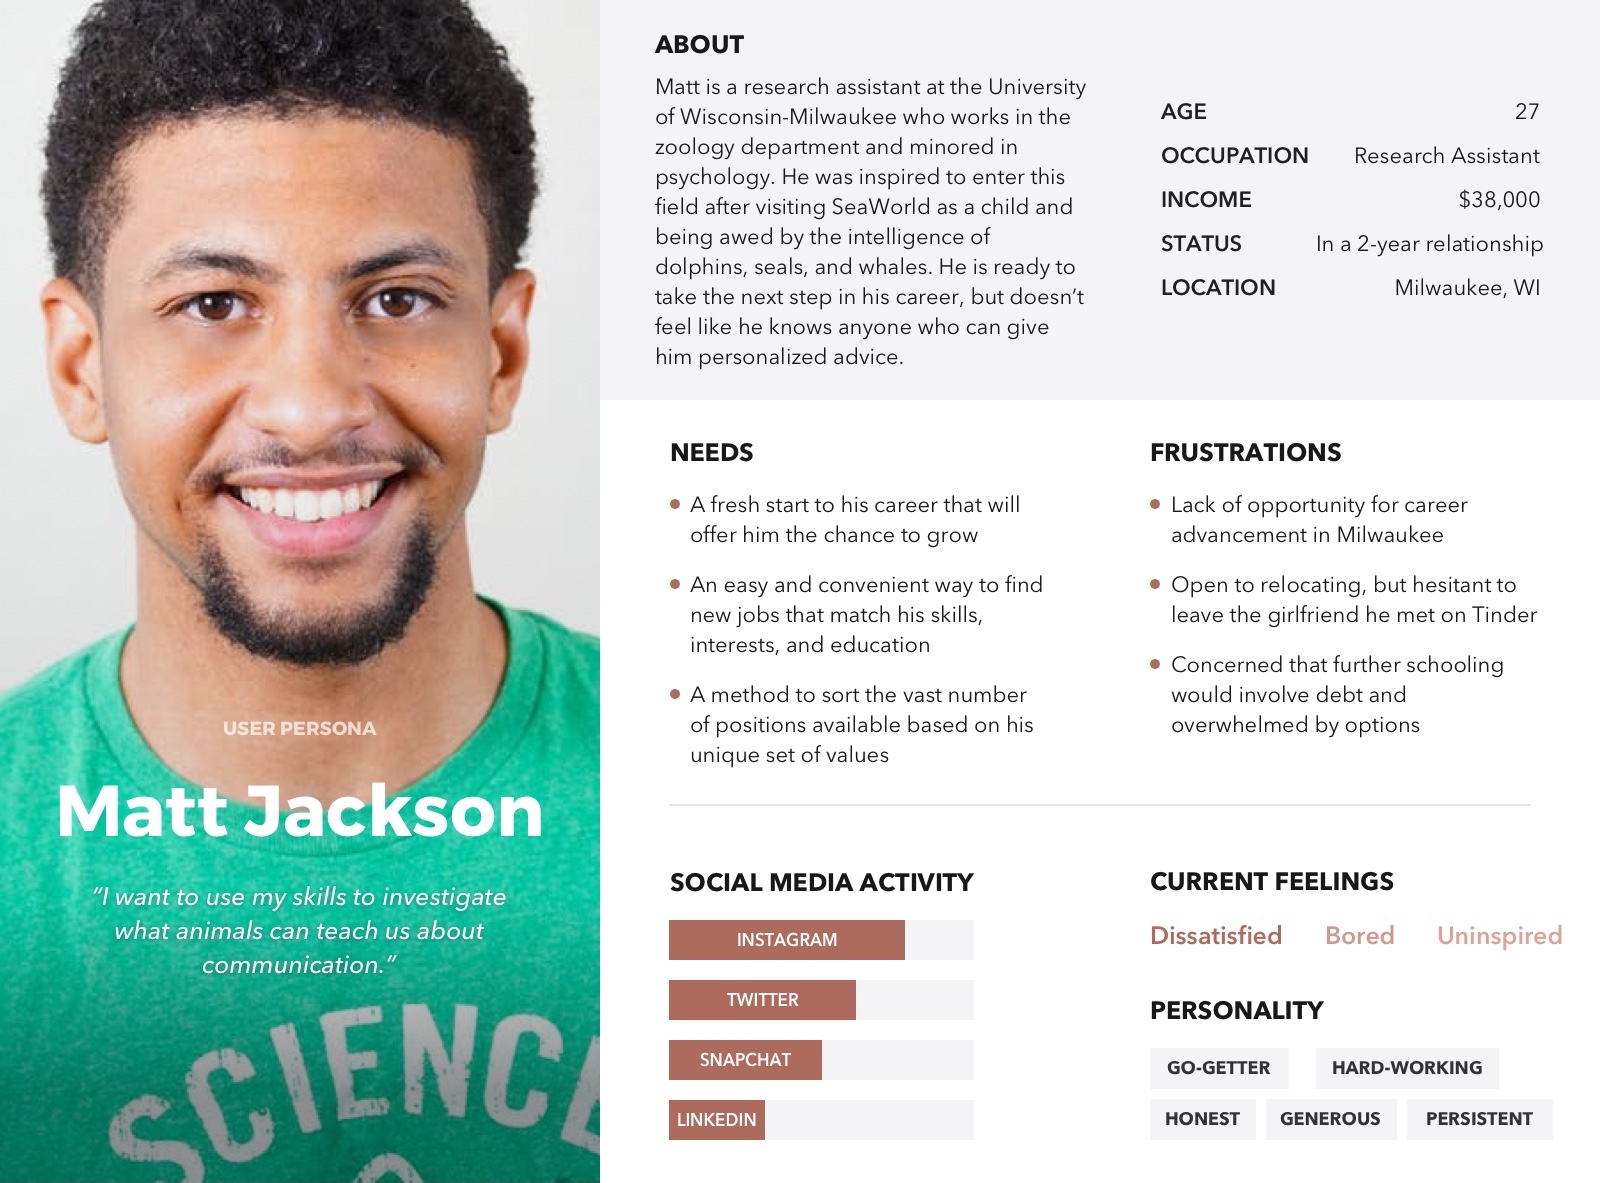 USER PERSONA
Matt Jackson
“I want to use my skills to investigate
what animals can teach us about
communication.”
SCIENCE
ABOUT
Matt is a research assistant at the University
of Wisconsin-Milwaukee who works in the
zoology department and minored in
psychology. He was inspired to enter this
field after visiting SeaWorld as a child and
being awed by the intelligence of
dolphins, seals, and whales. He is ready to
take the next step in his career, but doesn’t
feel like he knows anyone who can give
him personalized advice.
AGE 27
OCCUPATION Research Assistant
INCOME $38,000
STATUS In a 2-year relationship
LOCATION Milwaukee, WI
NEEDS
A fresh start to his career that will
offer him the chance to grow
An easy and convenient way to find
new jobs that match his skills,
interests, and education
A method to sort the vast number
of positions available based on his
unique set of values
FRUSTRATIONS
Lack of opportunity for career
advancement in Milwaukee
Open to relocating, but hesitant to
leave the girlfriend he met on Tinder
Concerned that further schooling
would involve debt and
overwhelmed by options
SOCIAL MEDIA ACTIVITY
INSTAGRAM
TWITTER
SNAPCHAT
LINKEDIN
CURRENT FEELINGS
Dissatisfied Bored Uninspired
PERSONALITY
GO-GETTER HARD-WORKING
HONEST GENEROUS PERSISTENT